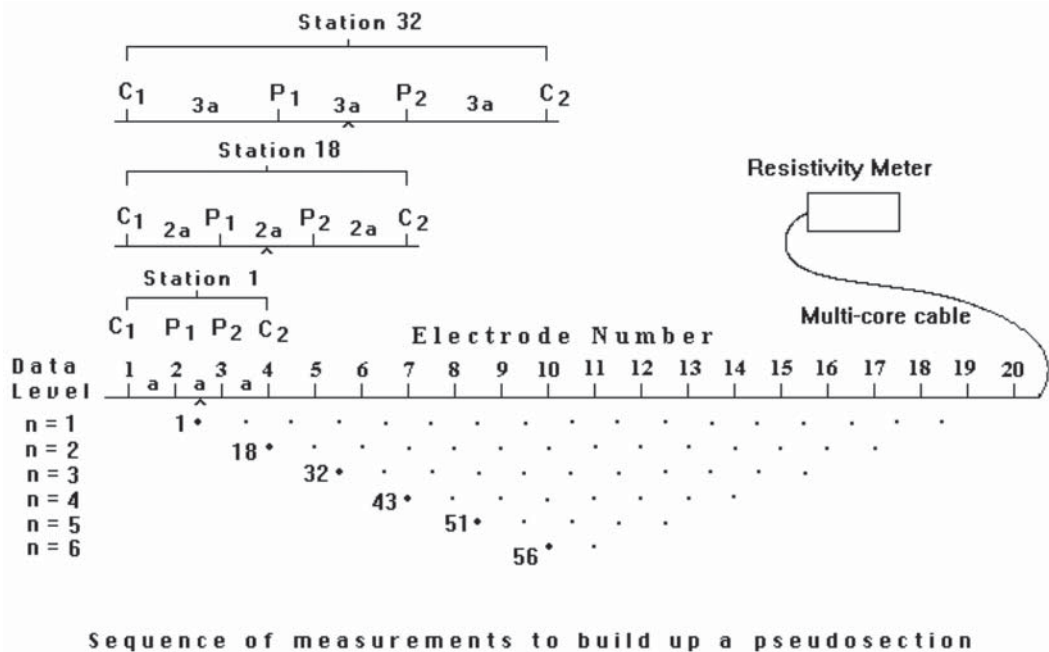 Station 32
C1 P1 P2 C2
3a 3a 3a
Station 18
Resistivity Meter
C1 P1 P2 C2
2a 2a 2a
Station 1
Multi-core cable
C1 P1 P2 C2
Electrode Number
Data Level
1 2 3 4 5 6 7 8 9 10 11 12 13 14 15 16 17 18 19 20
a a a
n = 1 1
n = 2 18
n = 3 32
n = 4 43
n = 5 51
n = 6 56
Sequence of measurements to build up a pseudosection